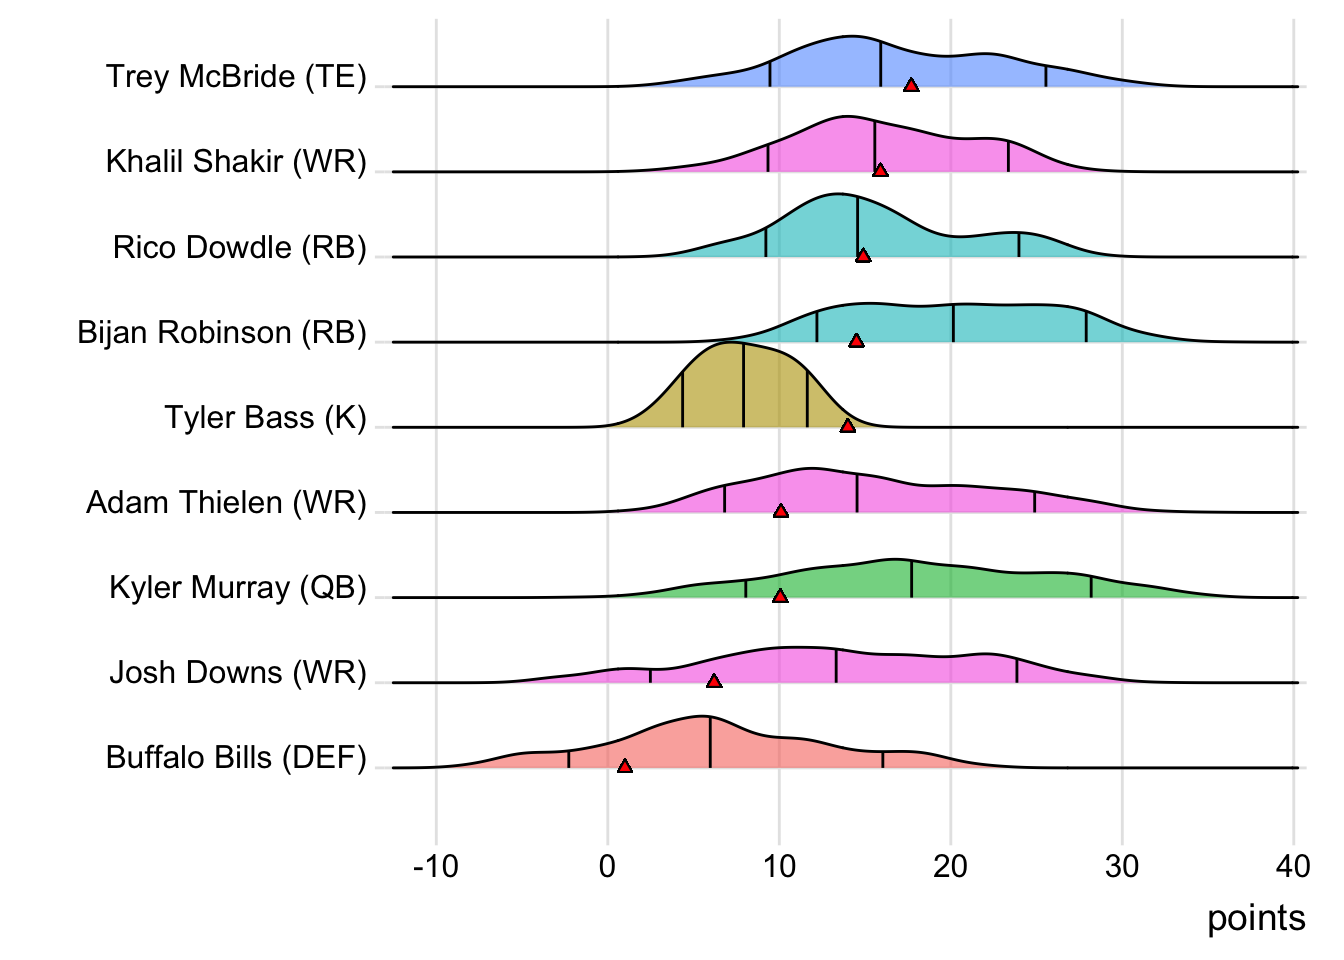 Trey McBride (TE)
Khalil Shakir (WR)
Rico Dowdle (RB)
Bijan Robinson (RB)
Tyler Bass (K)
Adam Thielen (WR)
Kyler Murray (QB)
Josh Downs (WR)
Buffalo Bills (DEF)
-10 0 10 20 30 40
points